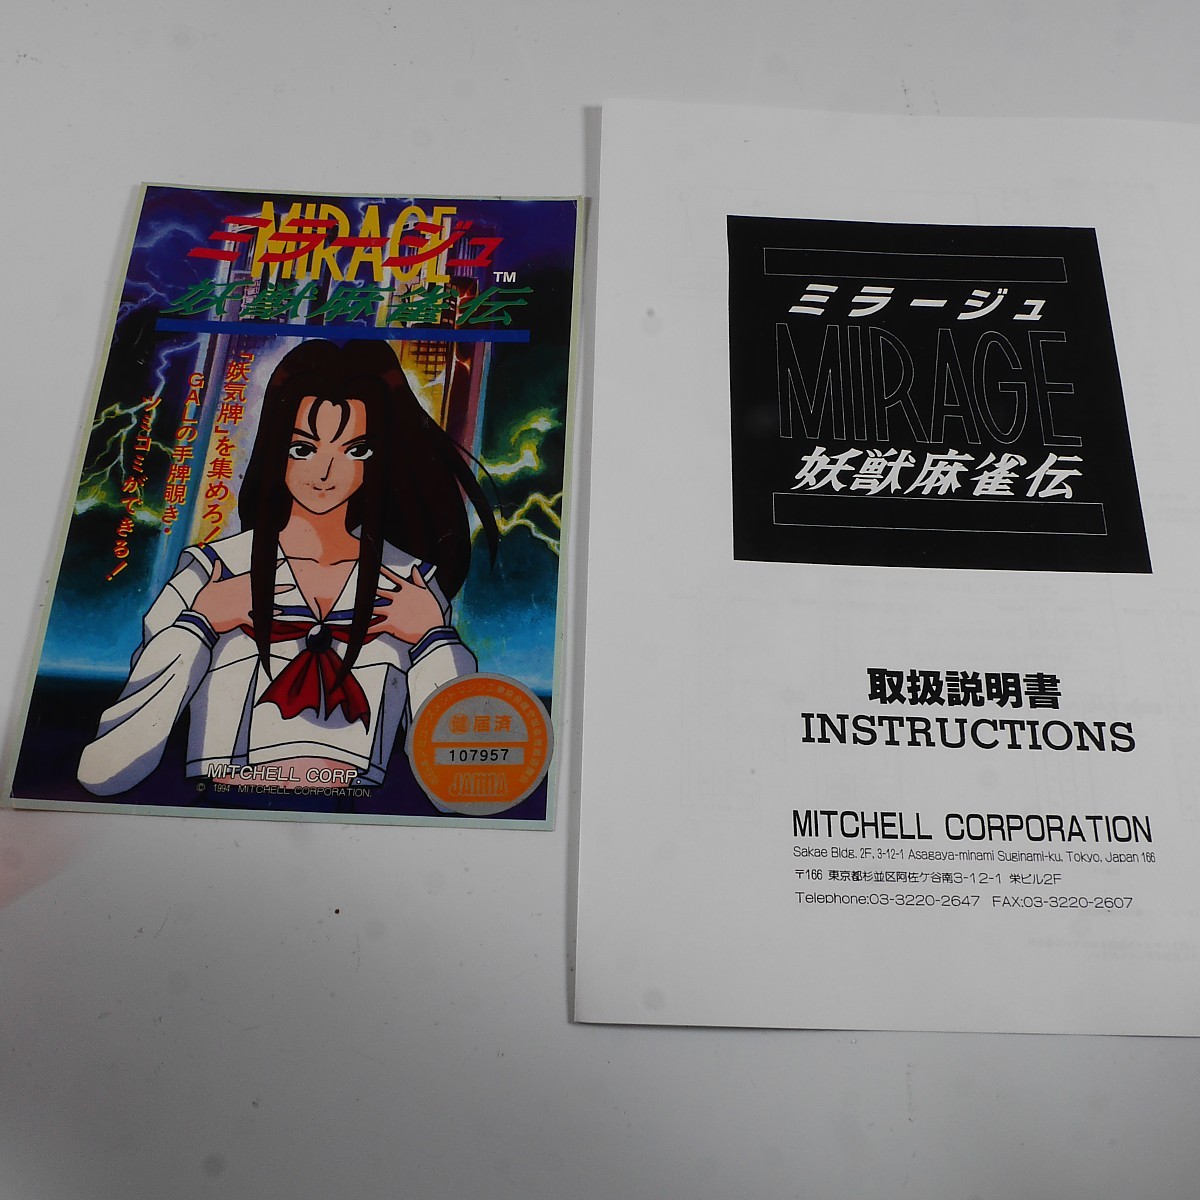 MIRAGE
ミラージュ
TM
妖獣麻雀伝
「妖気牌」を集めろ!
GALの手牌覗き・
ツミコミができる!
健届済
107957
JAMMA
MITCHELL CORP.
© 1994 MITCHELL CORPORATION.
ミラージュ
MIRAGE
妖獣麻雀伝
取扱説明書
INSTRUCTIONS
MITCHELL CORPORATION
Sakae Bldg. 2F, 3-12-1 Asagaya-minami Suginami-ku, Tokyo, Japan 166
〒166 東京都杉並区阿佐ケ谷南3-12-1 栄ビル2F
Telephone:03-3220-2647 FAX:03-3220-2607